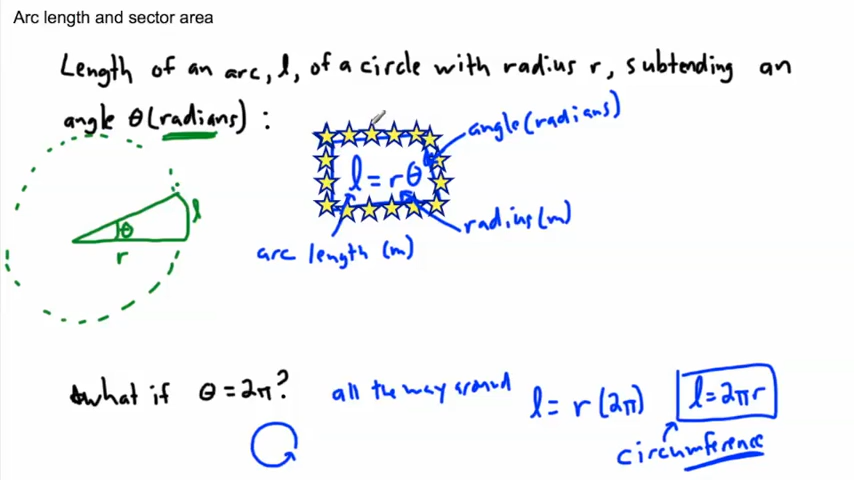 Arc length and sector area
Length of an arc, l, of a circle with radius r, subtending an
angle θ (radians) :
angle (radians)
l = rθ
radius (m)
arc length (m)
θ
l
r
what if θ = 2π?
all the way around
l = r (2π)
l = 2πr
circumference